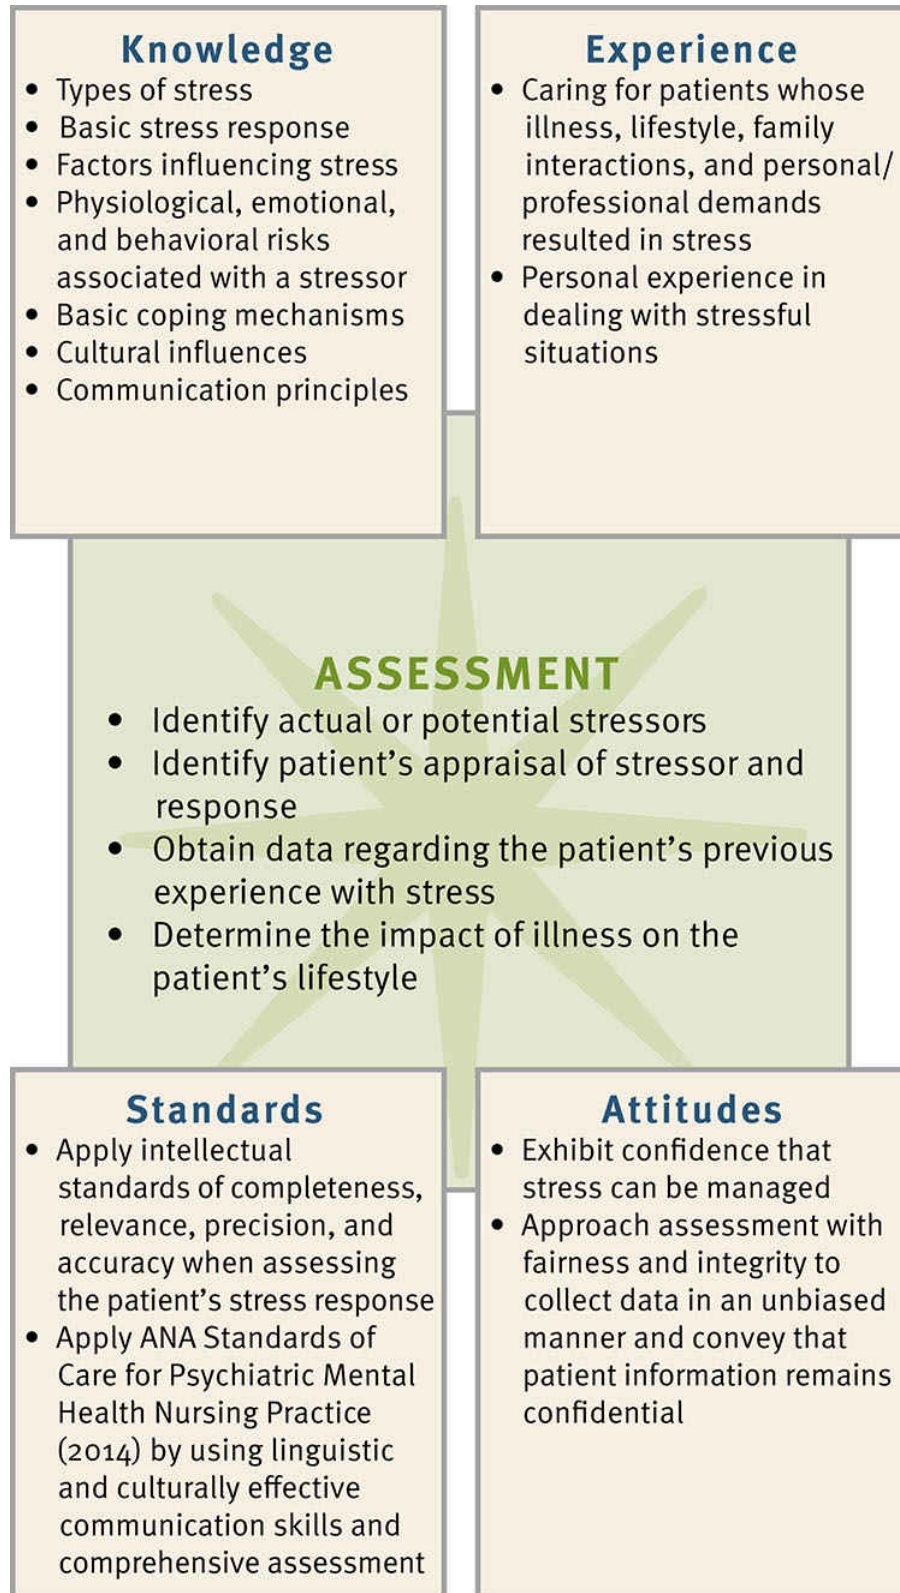 Knowledge
• Types of stress
• Basic stress response
• Factors influencing stress
• Physiological, emotional,
and behavioral risks
associated with a stressor
• Basic coping mechanisms
• Cultural influences
• Communication principles
Experience
• Caring for patients whose
illness, lifestyle, family
interactions, and personal/
professional demands
resulted in stress
• Personal experience in
dealing with stressful
situations
ASSESSMENT
• Identify actual or potential stressors
• Identify patient’s appraisal of stressor and
response
• Obtain data regarding the patient’s previous
experience with stress
• Determine the impact of illness on the
patient’s lifestyle
Standards
• Apply intellectual
standards of completeness,
relevance, precision, and
accuracy when assessing
the patient’s stress response
• Apply ANA Standards of
Care for Psychiatric Mental
Health Nursing Practice
(2014) by using linguistic
and culturally effective
communication skills and
comprehensive assessment
Attitudes
• Exhibit confidence that
stress can be managed
• Approach assessment with
fairness and integrity to
collect data in an unbiased
manner and convey that
patient information remains
confidential